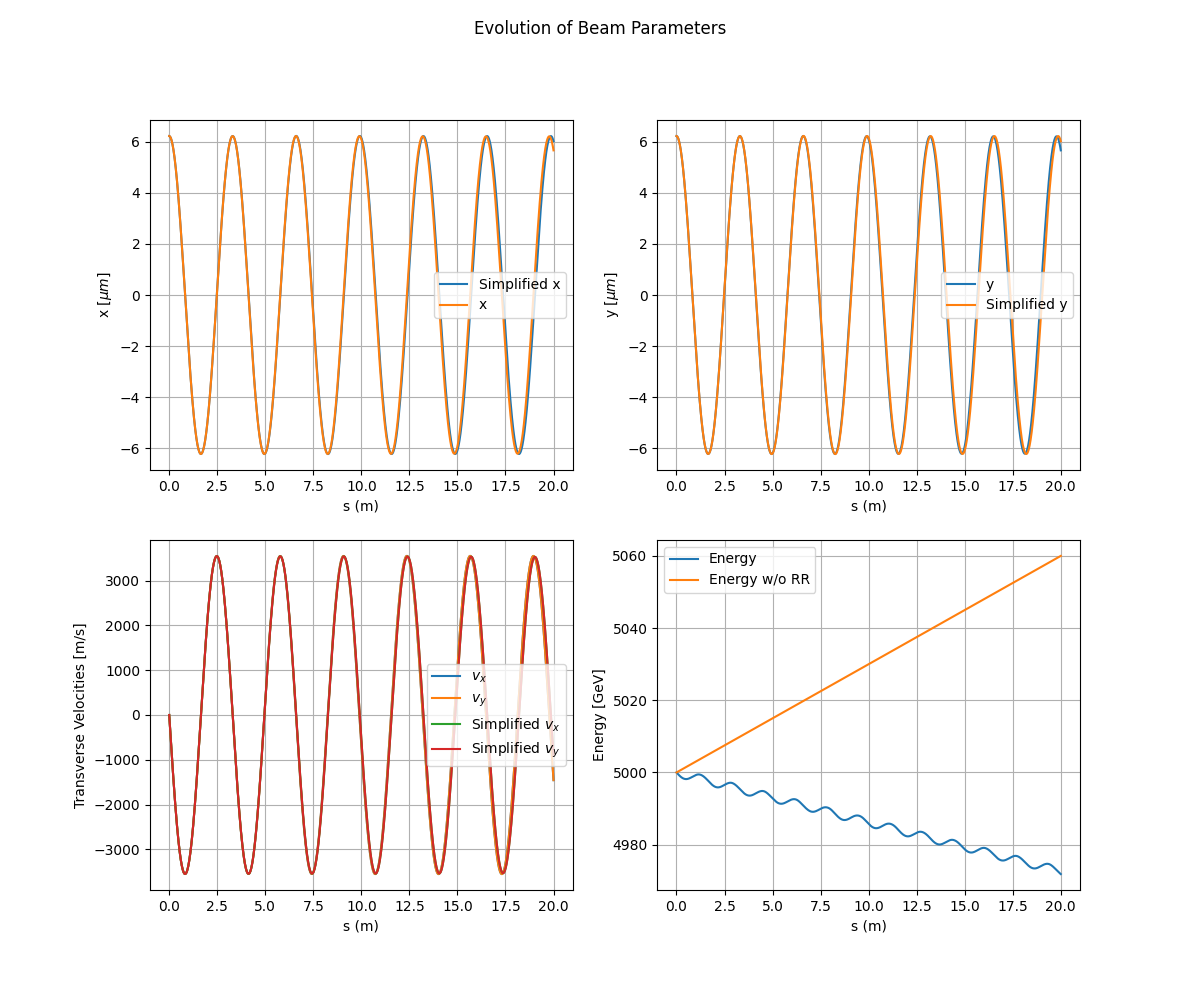 Evolution of Beam Parameters
x [μm]
6
4
2
0
−2
−4
−6
Simplified x
x
0.0 2.5 5.0 7.5 10.0 12.5 15.0 17.5 20.0
s (m)
y [μm]
6
4
2
0
−2
−4
−6
y
Simplified y
0.0 2.5 5.0 7.5 10.0 12.5 15.0 17.5 20.0
s (m)
Transverse Velocities [m/s]
3000
2000
1000
0
−1000
−2000
−3000
v_x
v_y
Simplified v_x
Simplified v_y
0.0 2.5 5.0 7.5 10.0 12.5 15.0 17.5 20.0
s (m)
Energy [GeV]
5060
5040
5020
5000
4980
Energy
Energy w/o RR
0.0 2.5 5.0 7.5 10.0 12.5 15.0 17.5 20.0
s (m)